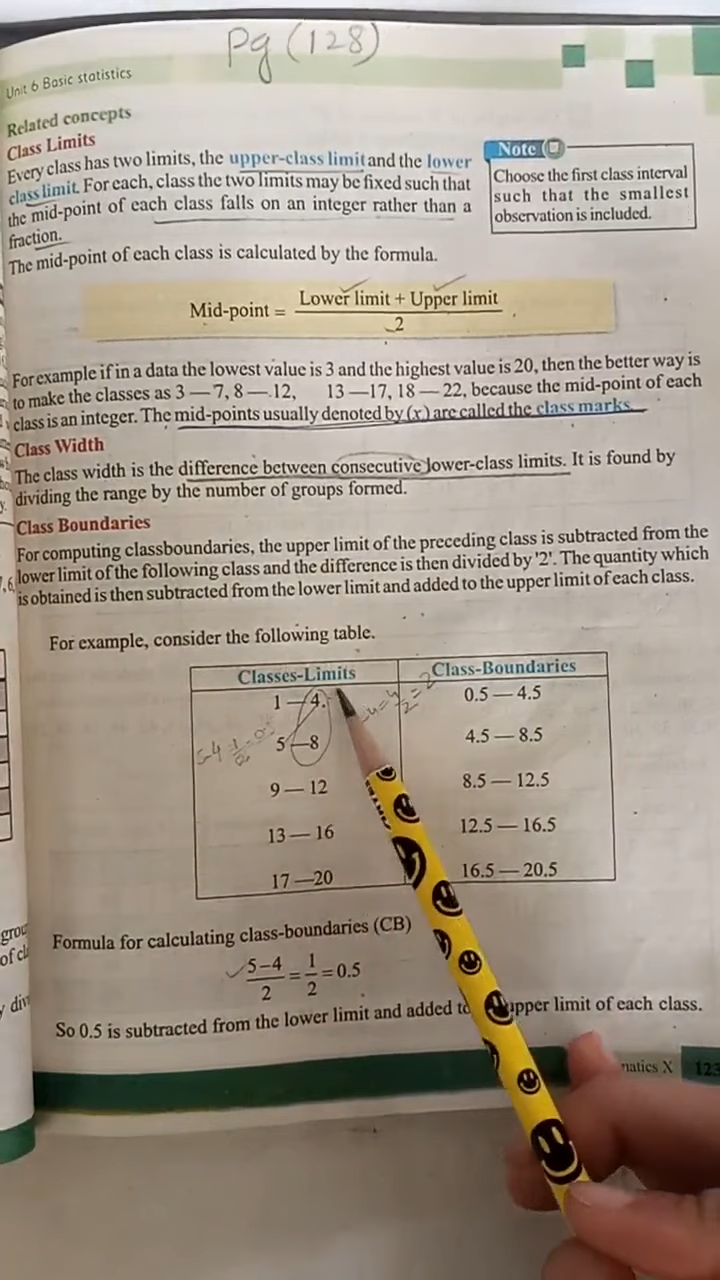 Pg (128)
Unit 6 Basic statistics
Related concepts
Class Limits
Every class has two limits, the upper-class limit and the lower
class limit. For each, class the two limits may be fixed such that
the mid-point of each class falls on an integer rather than a
fraction.
Note
Choose the first class interval
such that the smallest
observation is included.
The mid-point of each class is calculated by the formula.
Mid-point = Lower limit + Upper limit
2
For example if in a data the lowest value is 3 and the highest value is 20, then the better way is
to make the classes as 3 — 7, 8 — 12, 13 — 17, 18 — 22, because the mid-point of each
class is an integer. The mid-points usually denoted by (x) are called the class marks.
Class Width
The class width is the difference between consecutive lower-class limits. It is found by
dividing the range by the number of groups formed.
Class Boundaries
For computing classboundaries, the upper limit of the preceding class is subtracted from the
lower limit of the following class and the difference is then divided by '2'. The quantity which
is obtained is then subtracted from the lower limit and added to the upper limit of each class.
For example, consider the following table.
Classes-Limits Class-Boundaries
1 — 4 0.5 — 4.5
5 — 8 4.5 — 8.5
9 — 12 8.5 — 12.5
13 — 16 12.5 — 16.5
17 — 20 16.5 — 20.5
Formula for calculating class-boundaries (CB)
5-4/2 = 1/2 = 0.5
So 0.5 is subtracted from the lower limit and added to upper limit of each class.
matics X 123